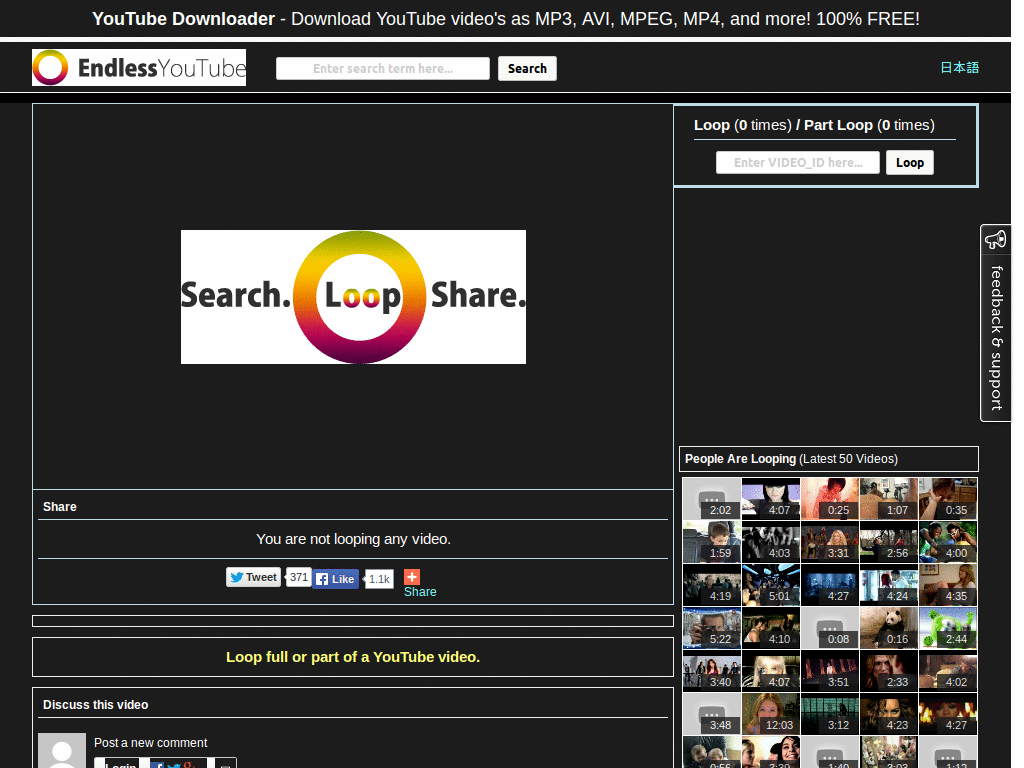 YouTube Downloader - Download YouTube video's as MP3, AVI, MPEG, MP4, and more! 100% FREE!
EndlessYouTube
Enter search term here...
Search
日本語
Loop (0 times) / Part Loop (0 times)
Enter VIDEO_ID here...
Loop
Search. Loop Share.
feedback & support
People Are Looping (Latest 50 Videos)
2:02 4:07 0:25 1:07 0:35
1:59 4:03 3:31 2:56 4:00
4:19 5:01 4:27 4:24 4:35
5:22 4:10 0:08 0:16 2:44
3:40 4:07 3:51 2:33 4:02
3:48 12:03 3:12 4:23 4:27
0:56 3:39 1:40 3:03 1:12
Share
You are not looping any video.
Tweet 371 Like 1.1k
Share
Loop full or part of a YouTube video.
Discuss this video
Post a new comment
Login